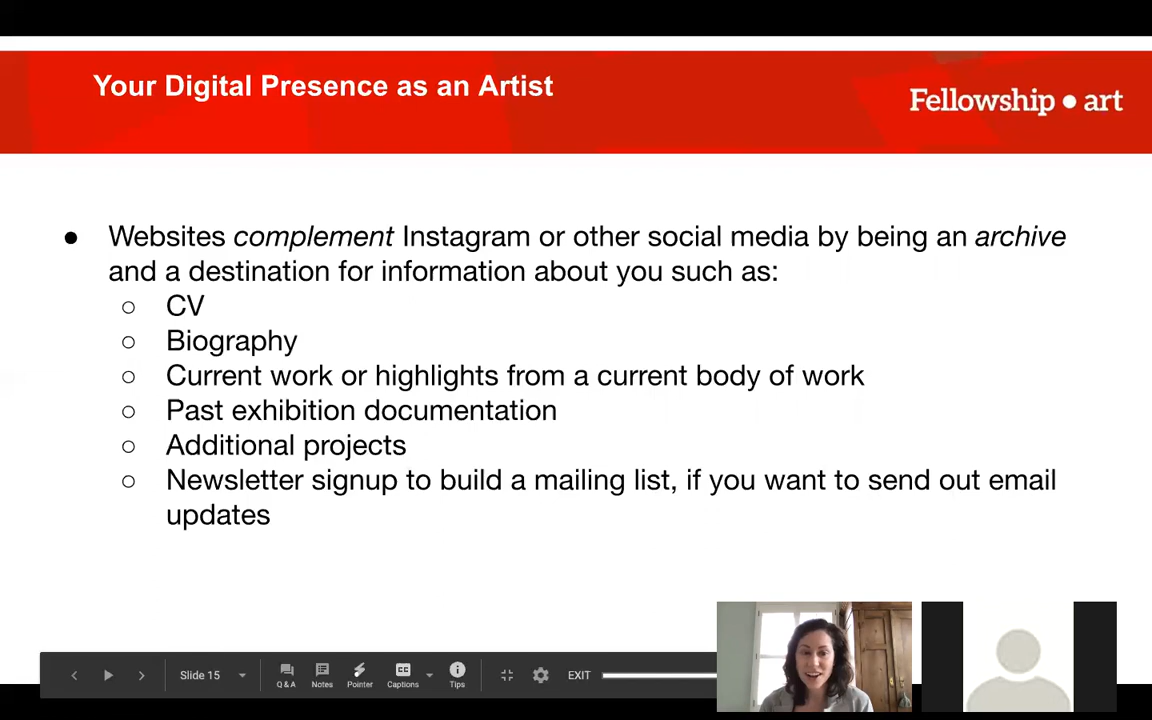 Your Digital Presence as an Artist
Fellowship • art
● Websites complement Instagram or other social media by being an archive
and a destination for information about you such as:
○ CV
○ Biography
○ Current work or highlights from a current body of work
○ Past exhibition documentation
○ Additional projects
○ Newsletter signup to build a mailing list, if you want to send out email
updates
Slide 15
Q & A
Notes
Pointer
CC
Captions
Tips
EXIT